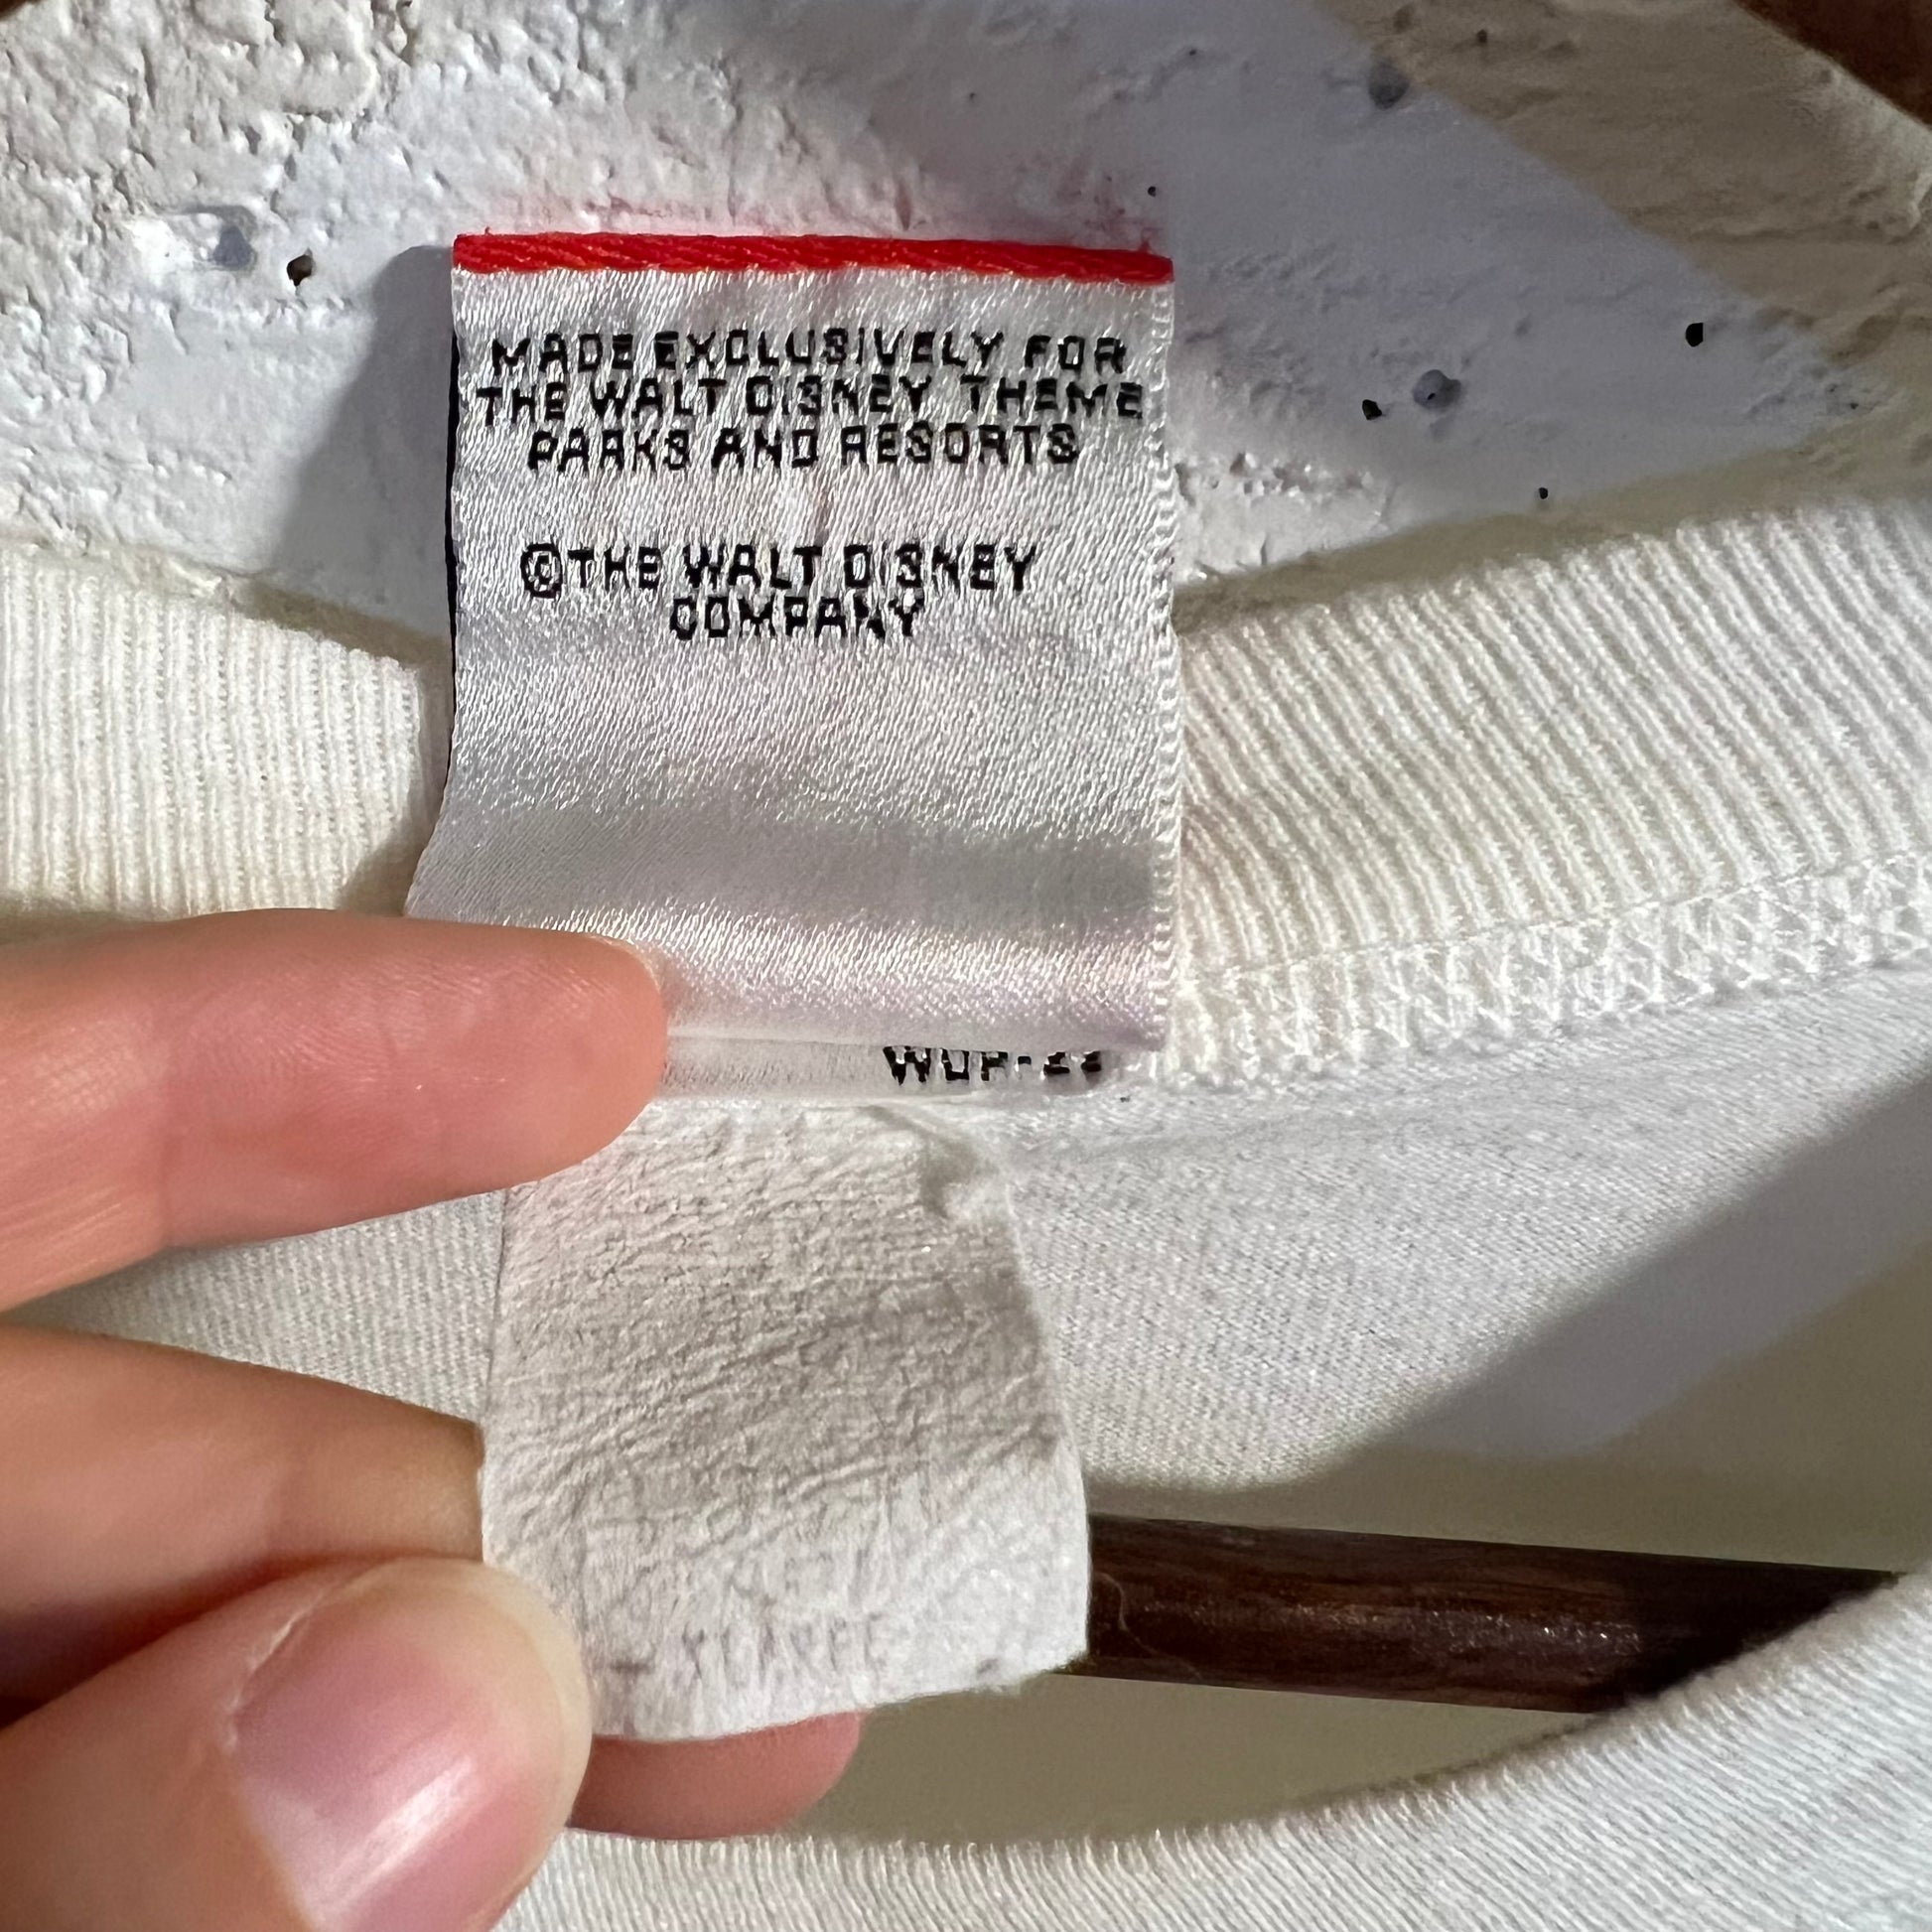 MADE EXCLUSIVELY FOR
THE WALT DISNEY THEME
PARKS AND RESORTS
©THE WALT DISNEY
COMPANY